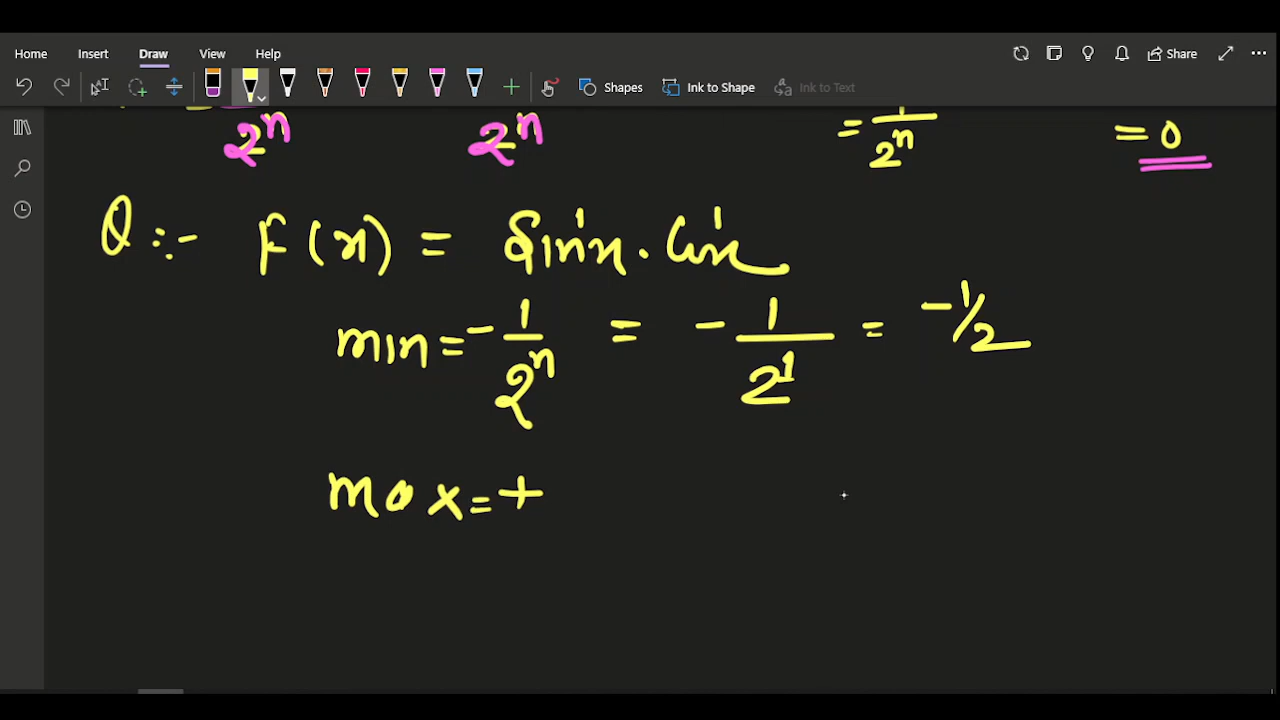 Home Insert Draw View Help Share
Shapes Ink to Shape Ink to Text
2ⁿ 2ⁿ = 1/2ⁿ = 0
Q :- F(x) = Sin¹x · Cos¹x
min = - 1/2ⁿ = - 1/2¹ = -1/2
max = +